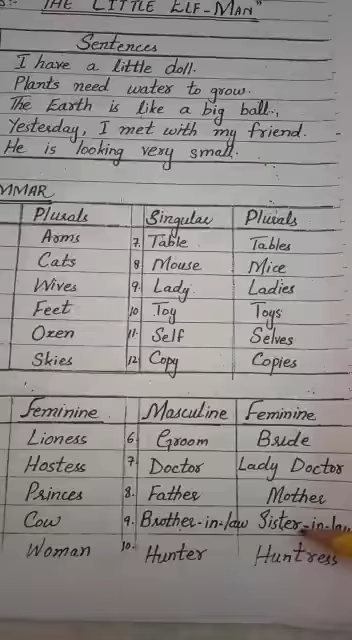 THE LITTLE ELF-MAN"
Sentences
I have a little doll.
Plants need water to grow.
The Earth is like a big ball.,
Yesterday, I met with my friend.
He is looking very small.
MMAR
Plurals Singular Plurals
Arms 7. Table Tables
Cats 8 Mouse Mice
Wives 9. Lady Ladies
Feet 10 Toy Toys
Oxen 11. Self Selves
Skies 12. Copy Copies
Feminine Masculine Feminine
Lioness 6. Groom Bride
Hostess 7. Doctor Lady Doctor
Princes 8. Father Mother
Cow 9. Brother-in-law Sister-in-law
Woman 10. Hunter Huntress